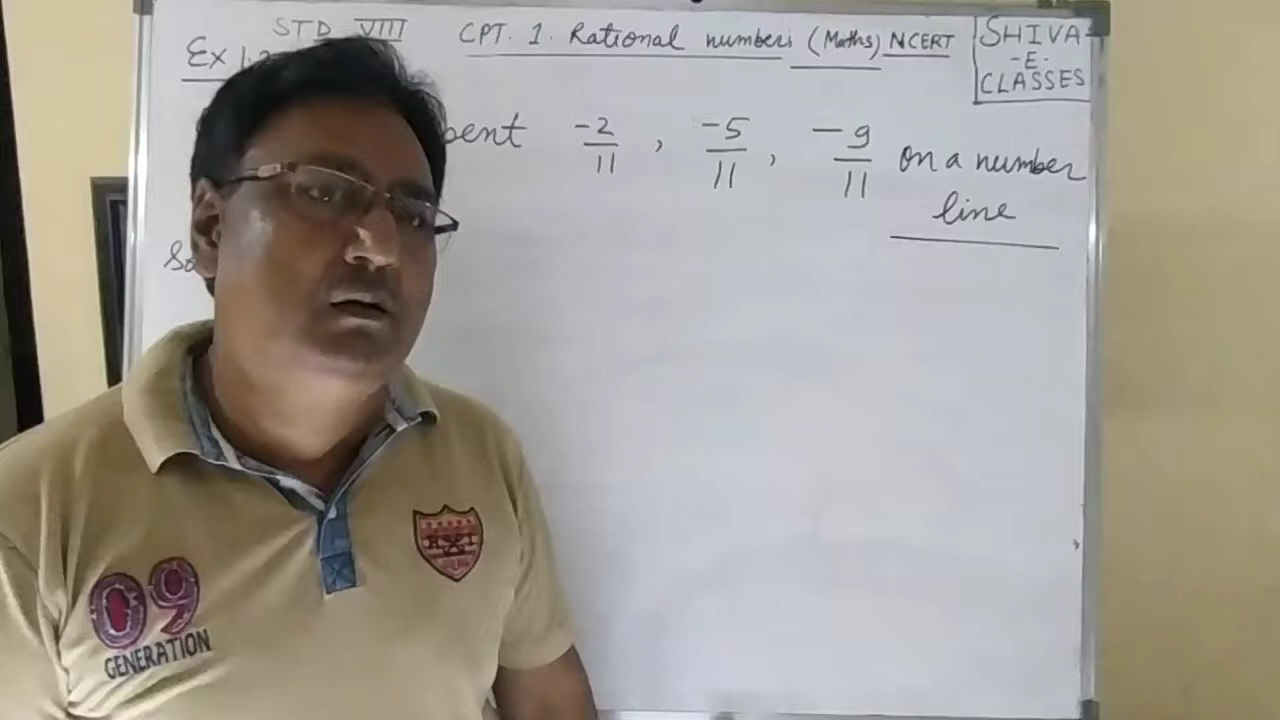 STD VIII CPT. 1. Rational numbers (Maths) NCERT
SHIVA
-E-
CLASSES
Ex 1.
-2/11 , -5/11 , -9/11 on a number
line
09
GENERATION